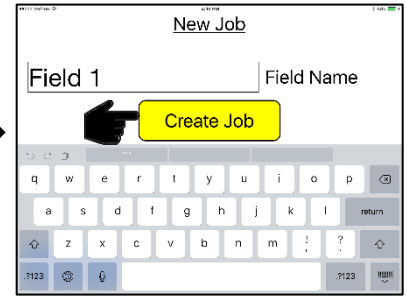 New Job
Field 1 Field Name
Create Job
q w e r t y u i o p
a s d f g h j k l return
z x c v b n m ! , ? .
.?123 .?123